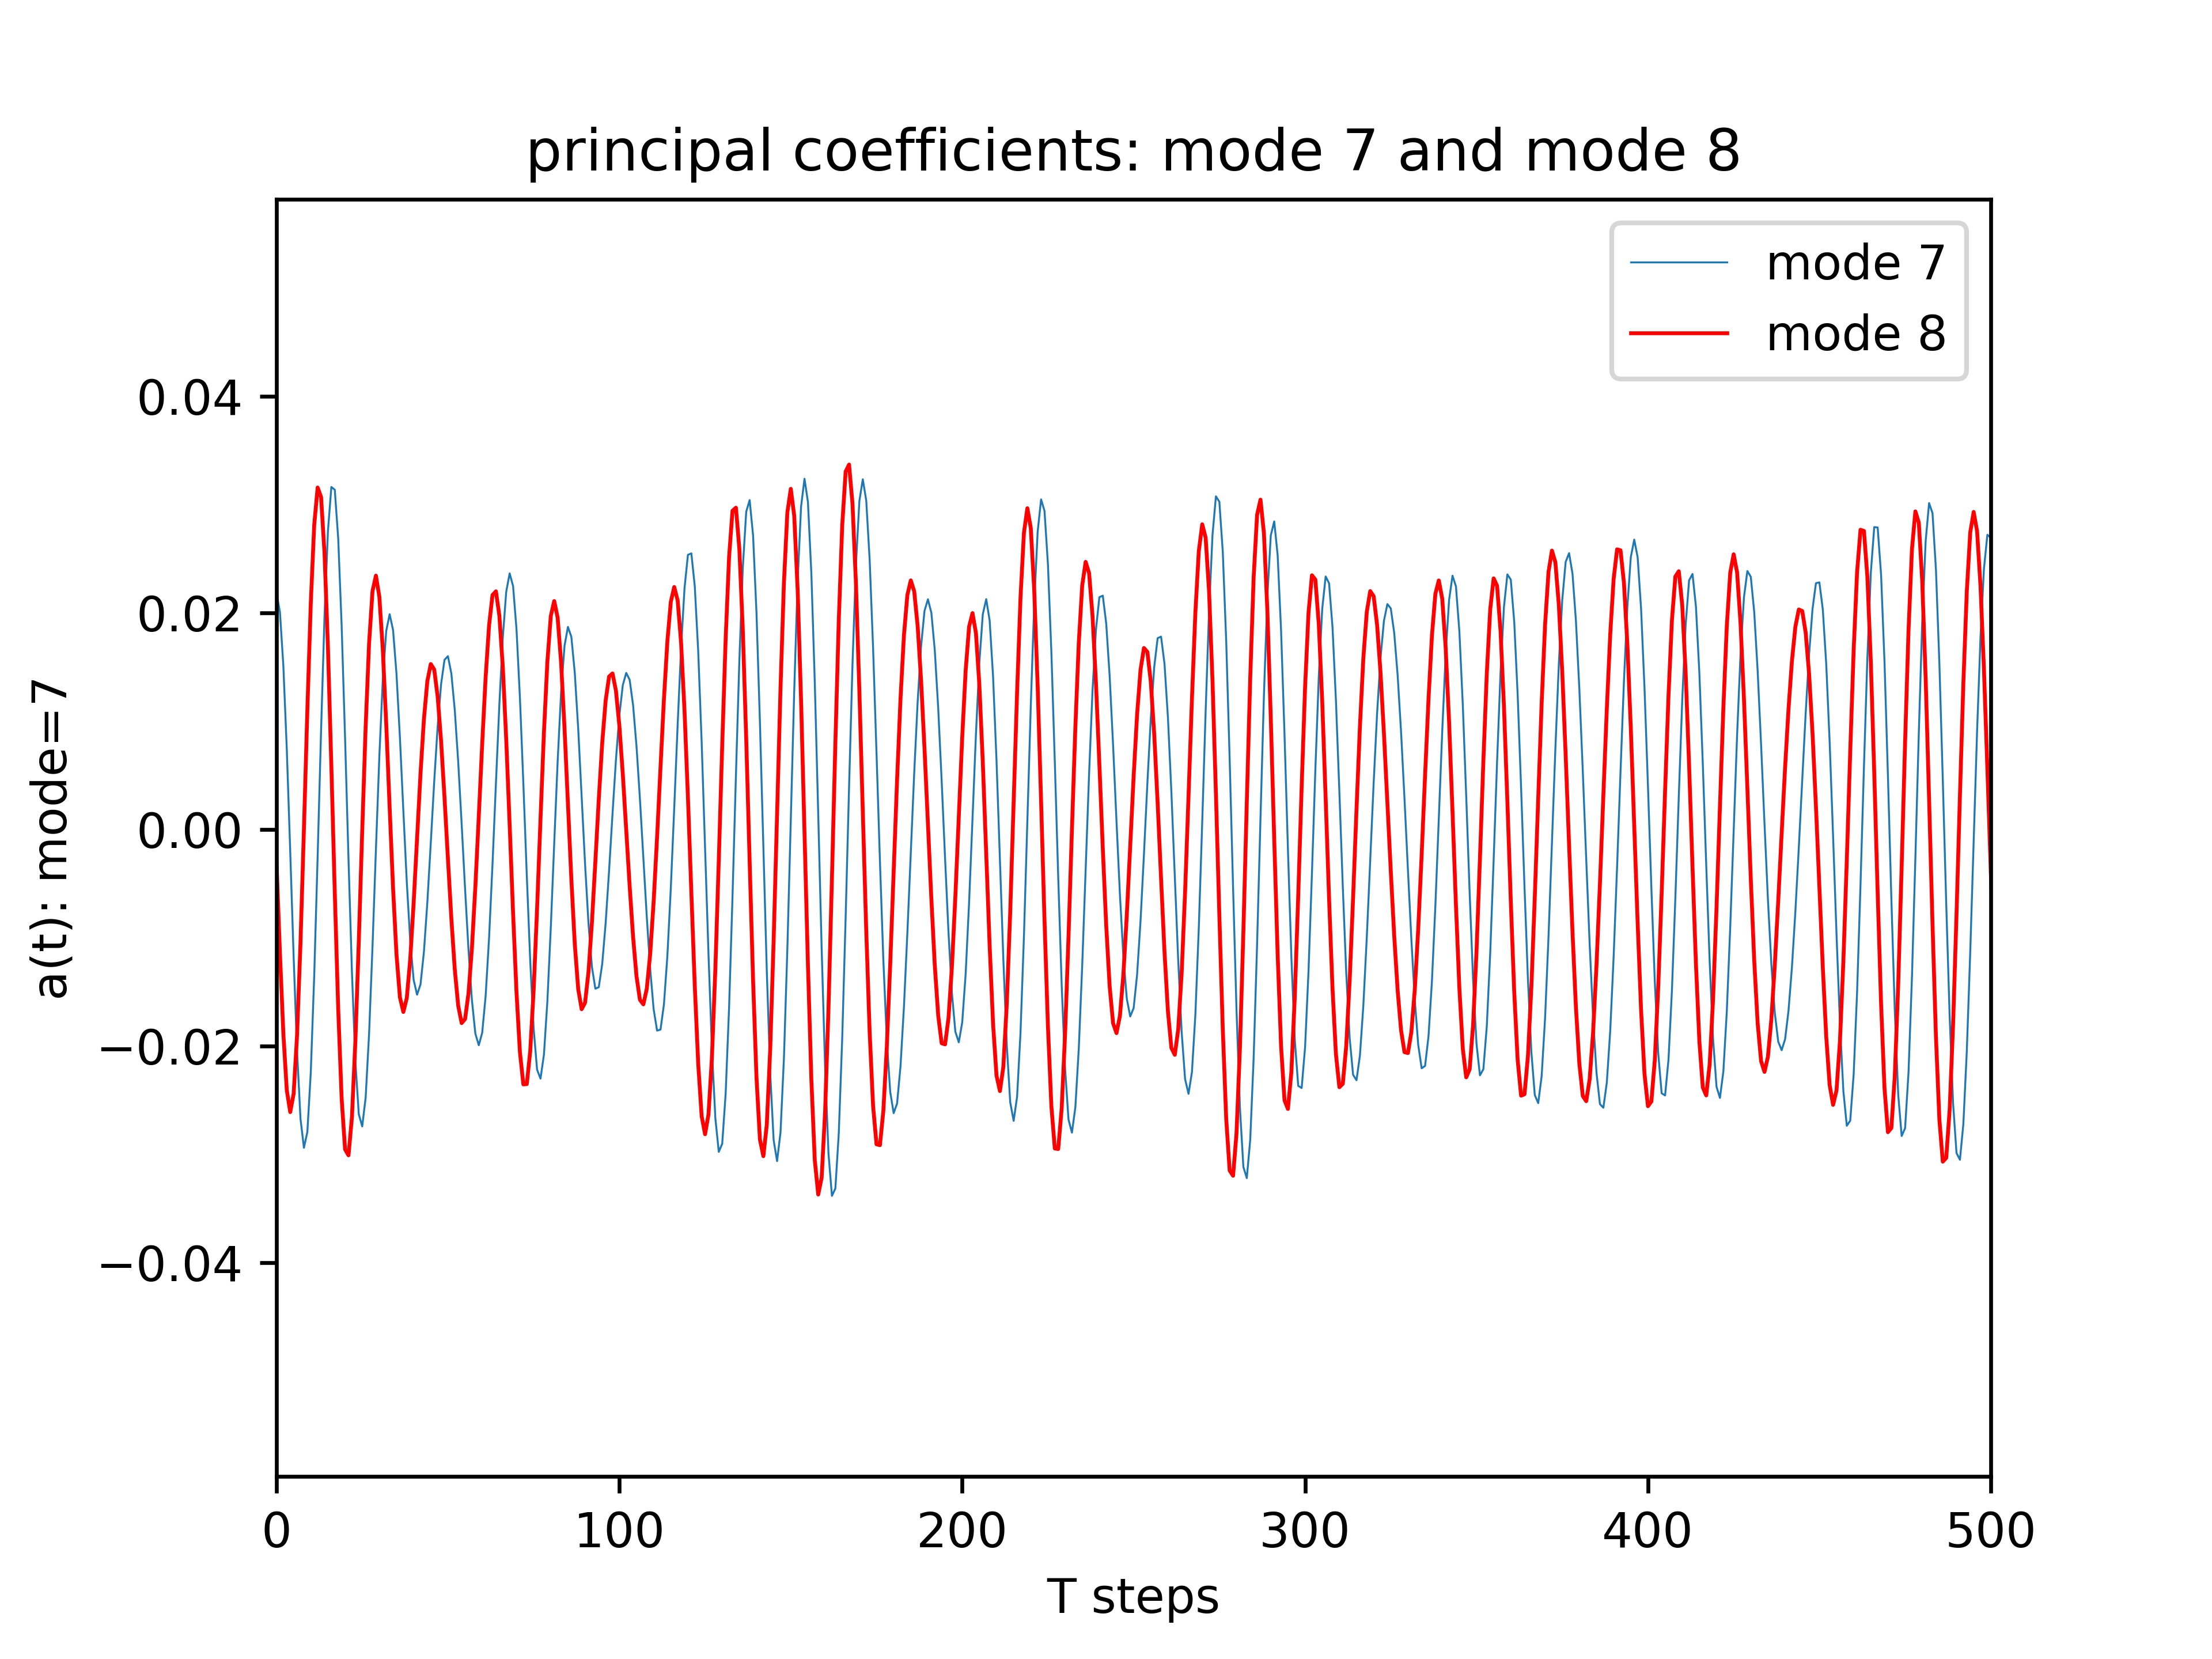 principal coefficients: mode 7 and mode 8
mode 7
mode 8
0.04
0.02
0.00
−0.02
−0.04
a(t): mode=7
0 100 200 300 400 500
T steps